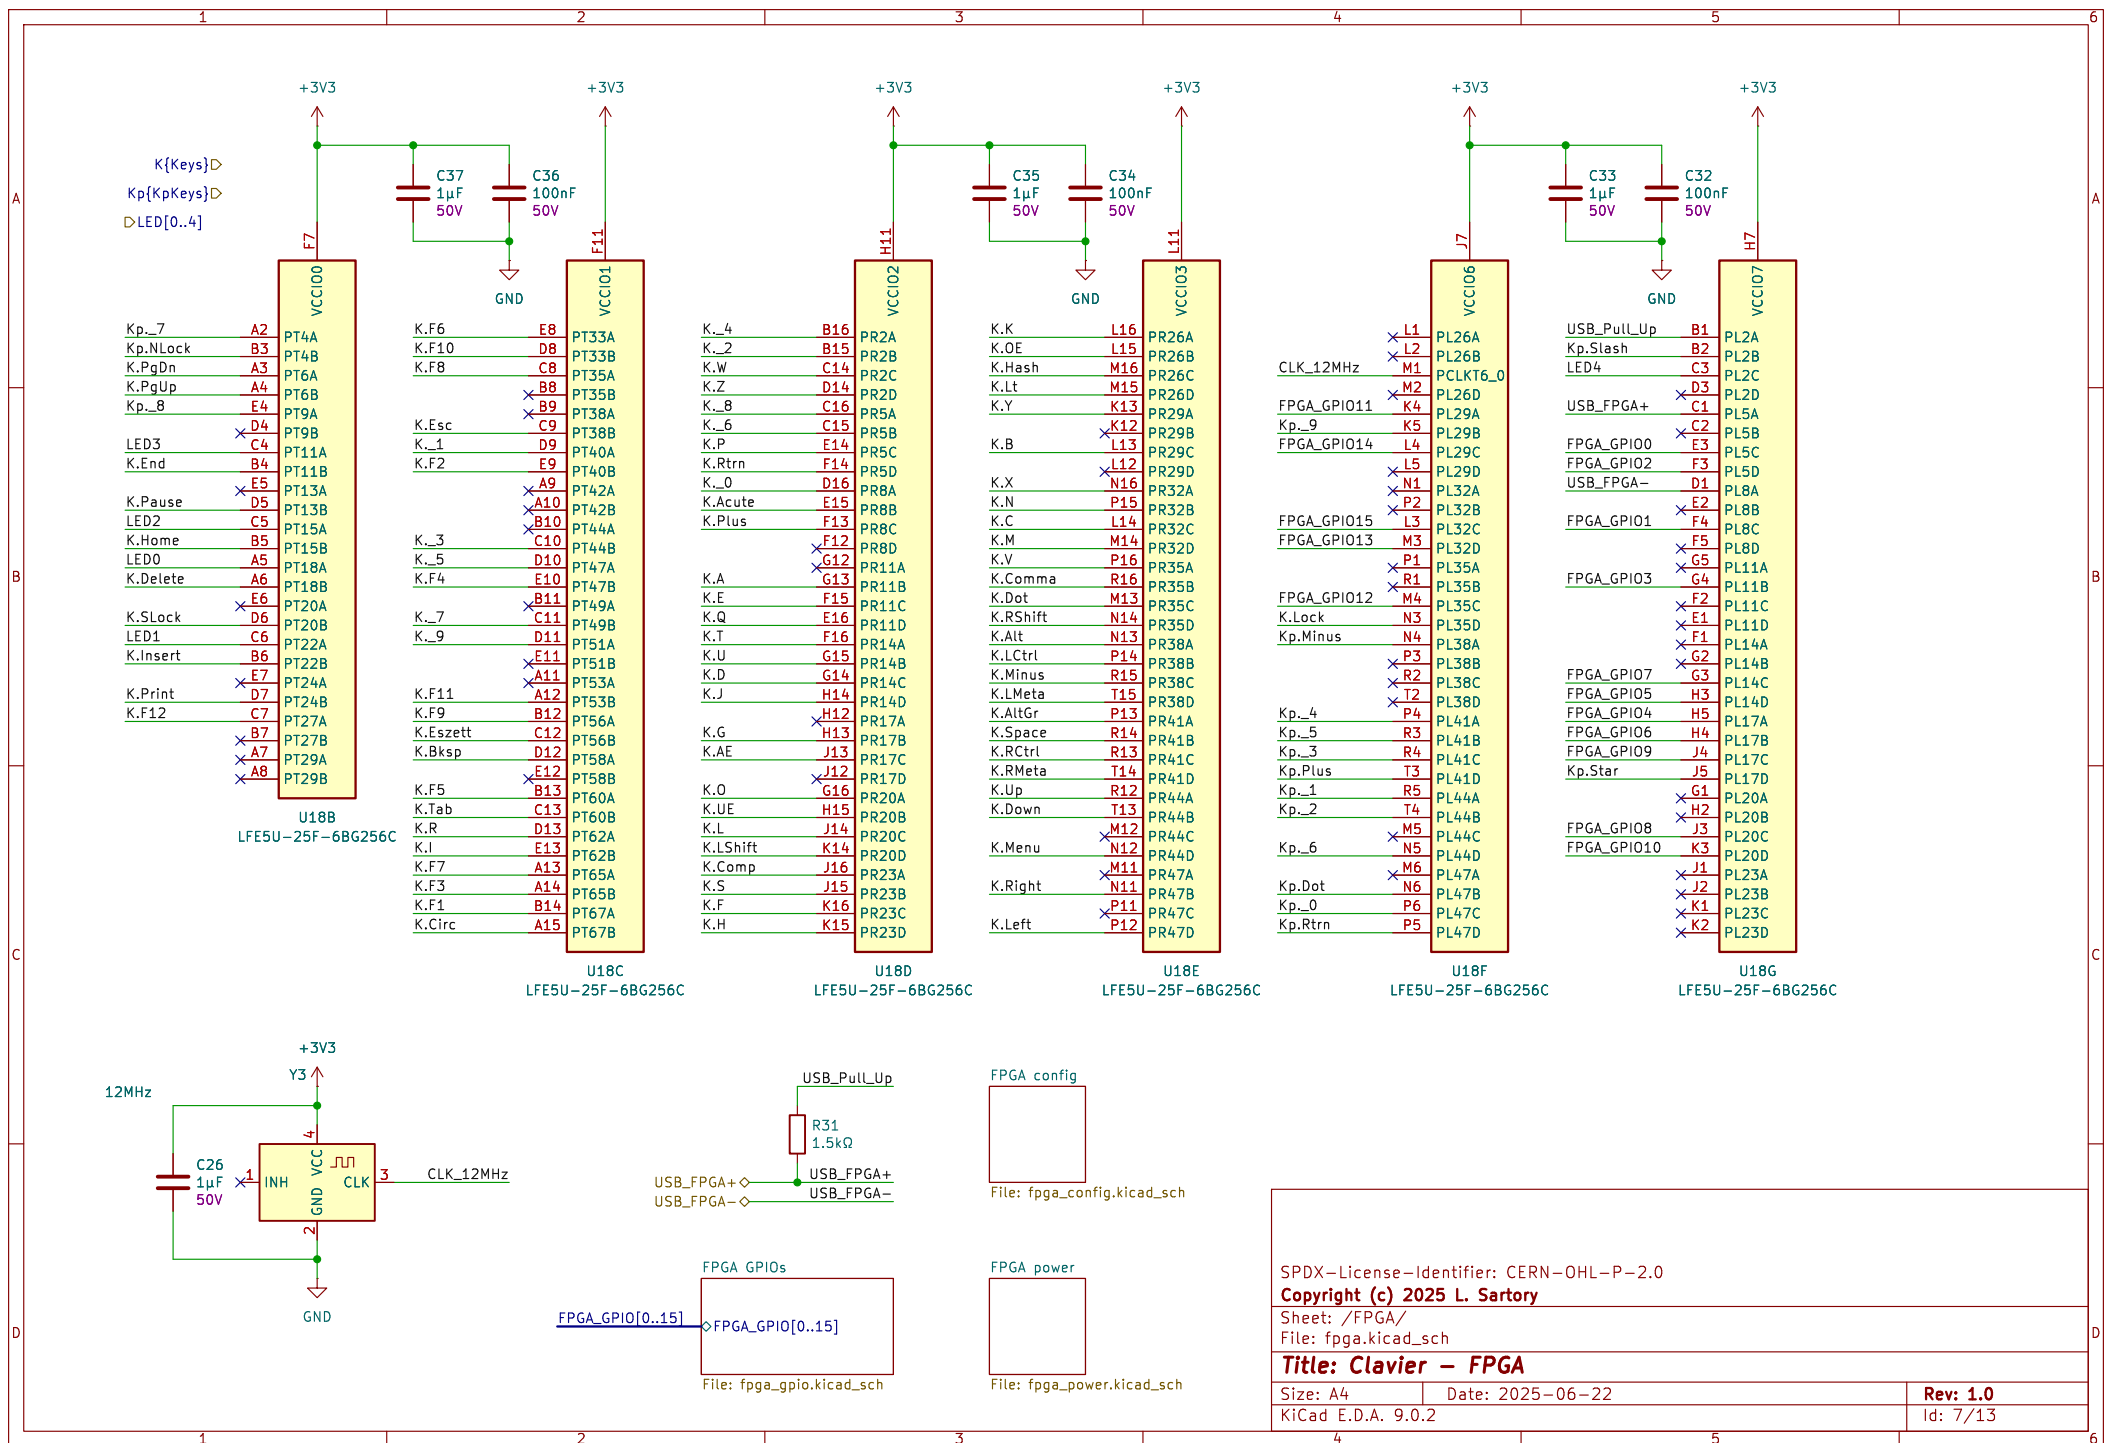 1 2 3 4 5 6
A
B
C
D
A
B
C
D
1 2 3 4 5 6
K{Keys}
Kp{KpKeys}
LED[0..4]
+3V3
F7
VCCIO0
Kp._7 A2 PT4A
Kp.NLock B3 PT4B
K.PgDn A3 PT6A
K.PgUp A4 PT6B
Kp._8 E4 PT9A
D4 PT9B
LED3 C4 PT11A
K.End B4 PT11B
E5 PT13A
K.Pause D5 PT13B
LED2 C5 PT15A
K.Home B5 PT15B
LED0 A5 PT18A
K.Delete A6 PT18B
E6 PT20A
K.SLock D6 PT20B
LED1 C6 PT22A
K.Insert B6 PT22B
E7 PT24A
K.Print D7 PT24B
K.F12 C7 PT27A
B7 PT27B
A7 PT29A
A8 PT29B
U18B
LFE5U-25F-6BG256C
C37
1µF
50V
C36
100nF
50V
GND
+3V3
F11
VCCIO1
K.F6 E8 PT33A
K.F10 D8 PT33B
K.F8 C8 PT35A
B8 PT35B
B9 PT38A
K.Esc C9 PT38B
K._1 D9 PT40A
K.F2 E9 PT40B
A9 PT42A
A10 PT42B
B10 PT44A
K._3 C10 PT44B
K._5 D10 PT47A
K.F4 E10 PT47B
B11 PT49A
K._7 C11 PT49B
K._9 D11 PT51A
E11 PT51B
A11 PT53A
K.F11 A12 PT53B
K.F9 B12 PT56A
K.Eszett C12 PT56B
K.Bksp D12 PT58A
E12 PT58B
K.F5 B13 PT60A
K.Tab C13 PT60B
K.R D13 PT62A
K.I E13 PT62B
K.F7 A13 PT65A
K.F3 A14 PT65B
K.F1 B14 PT67A
K.Circ A15 PT67B
U18C
LFE5U-25F-6BG256C
+3V3
H11
VCCIO2
K._4 B16 PR2A
K._2 B15 PR2B
K.W C14 PR2C
K.Z D14 PR2D
K._8 C16 PR5A
K._6 C15 PR5B
K.P E14 PR5C
K.Rtrn F14 PR5D
K._0 D16 PR8A
K.Acute E15 PR8B
K.Plus F13 PR8C
F12 PR8D
G12 PR11A
K.A G13 PR11B
K.E F15 PR11C
K.Q E16 PR11D
K.T F16 PR14A
K.U G15 PR14B
K.D G14 PR14C
K.J H14 PR14D
H12 PR17A
K.G H13 PR17B
K.AE J13 PR17C
J12 PR17D
K.O G16 PR20A
K.UE H15 PR20B
K.L J14 PR20C
K.LShift K14 PR20D
K.Comp J16 PR23A
K.S J15 PR23B
K.F K16 PR23C
K.H K15 PR23D
U18D
LFE5U-25F-6BG256C
C35
1µF
50V
C34
100nF
50V
GND
+3V3
L11
VCCIO3
K.K L16 PR26A
K.OE L15 PR26B
K.Hash M16 PR26C
K.Lt M15 PR26D
K.Y K13 PR29A
K12 PR29B
K.B L13 PR29C
L12 PR29D
K.X N16 PR32A
K.N P15 PR32B
K.C L14 PR32C
K.M M14 PR32D
K.V P16 PR35A
K.Comma R16 PR35B
K.Dot M13 PR35C
K.RShift N14 PR35D
K.Alt N13 PR38A
K.LCtrl P14 PR38B
K.Minus R15 PR38C
K.LMeta T15 PR38D
K.AltGr P13 PR41A
K.Space R14 PR41B
K.RCtrl R13 PR41C
K.RMeta T14 PR41D
K.Up R12 PR44A
K.Down T13 PR44B
M12 PR44C
K.Menu N12 PR44D
M11 PR47A
K.Right N11 PR47B
P11 PR47C
K.Left P12 PR47D
U18E
LFE5U-25F-6BG256C
+3V3
J7
VCCIO6
L1 PL26A
L2 PL26B
CLK_12MHz M1 PCLKT6_0
M2 PL26D
FPGA_GPIO11 K4 PL29A
Kp._9 K5 PL29B
FPGA_GPIO14 L4 PL29C
L5 PL29D
N1 PL32A
P2 PL32B
FPGA_GPIO15 L3 PL32C
FPGA_GPIO13 M3 PL32D
P1 PL35A
R1 PL35B
FPGA_GPIO12 M4 PL35C
K.Lock N3 PL35D
Kp.Minus N4 PL38A
P3 PL38B
R2 PL38C
T2 PL38D
Kp._4 P4 PL41A
Kp._5 R3 PL41B
Kp._3 R4 PL41C
Kp.Plus T3 PL41D
Kp._1 R5 PL44A
Kp._2 T4 PL44B
M5 PL44C
Kp._6 N5 PL44D
M6 PL47A
Kp.Dot N6 PL47B
Kp._0 P6 PL47C
Kp.Rtrn P5 PL47D
U18F
LFE5U-25F-6BG256C
C33
1µF
50V
C32
100nF
50V
GND
+3V3
H7
VCCIO7
USB_Pull_Up B1 PL2A
Kp.Slash B2 PL2B
LED4 C3 PL2C
D3 PL2D
USB_FPGA+ C1 PL5A
C2 PL5B
FPGA_GPIO0 E3 PL5C
FPGA_GPIO2 F3 PL5D
USB_FPGA- D1 PL8A
E2 PL8B
FPGA_GPIO1 F4 PL8C
F5 PL8D
G5 PL11A
FPGA_GPIO3 G4 PL11B
F2 PL11C
E1 PL11D
F1 PL14A
G2 PL14B
FPGA_GPIO7 G3 PL14C
FPGA_GPIO5 H3 PL14D
FPGA_GPIO4 H5 PL17A
FPGA_GPIO6 H4 PL17B
FPGA_GPIO9 J4 PL17C
Kp.Star J5 PL17D
G1 PL20A
H2 PL20B
FPGA_GPIO8 J3 PL20C
FPGA_GPIO10 K3 PL20D
J1 PL23A
J2 PL23B
K1 PL23C
K2 PL23D
U18G
LFE5U-25F-6BG256C
+3V3
Y3
12MHz
C26
1µF
50V
1 INH
4 VCC
2 GND
CLK 3
CLK_12MHz
GND
USB_Pull_Up
R31
1.5kΩ
USB_FPGA+ USB_FPGA+
USB_FPGA- USB_FPGA-
FPGA config
File: fpga_config.kicad_sch
FPGA GPIOs
FPGA_GPIO[0..15] FPGA_GPIO[0..15]
File: fpga_gpio.kicad_sch
FPGA power
File: fpga_power.kicad_sch
SPDX-License-Identifier: CERN-OHL-P-2.0
Copyright (c) 2025 L. Sartory
Sheet: /FPGA/
File: fpga.kicad_sch
Title: Clavier - FPGA
Size: A4 Date: 2025-06-22 Rev: 1.0
KiCad E.D.A. 9.0.2 Id: 7/13